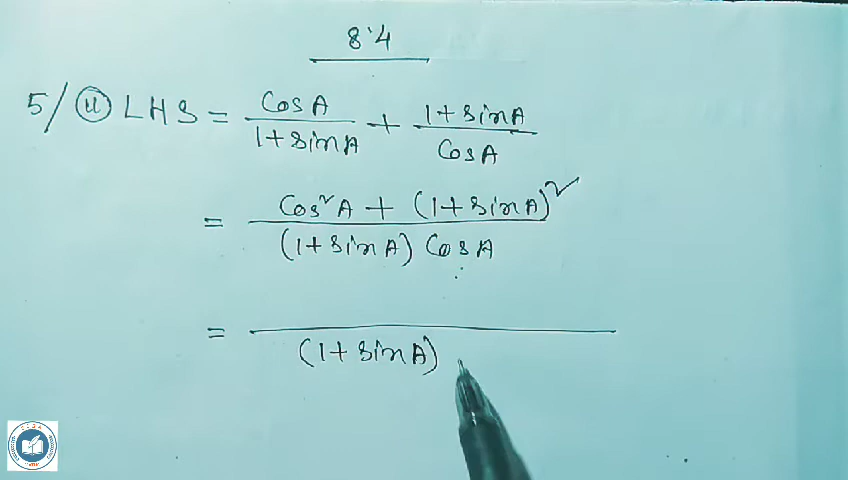 8.4
5/ (ii) LHS = CosA/1+sinA + 1+sinA/CosA
= Cos²A + (1+sinA)²/(1+sinA) CosA
= /(1+sinA)